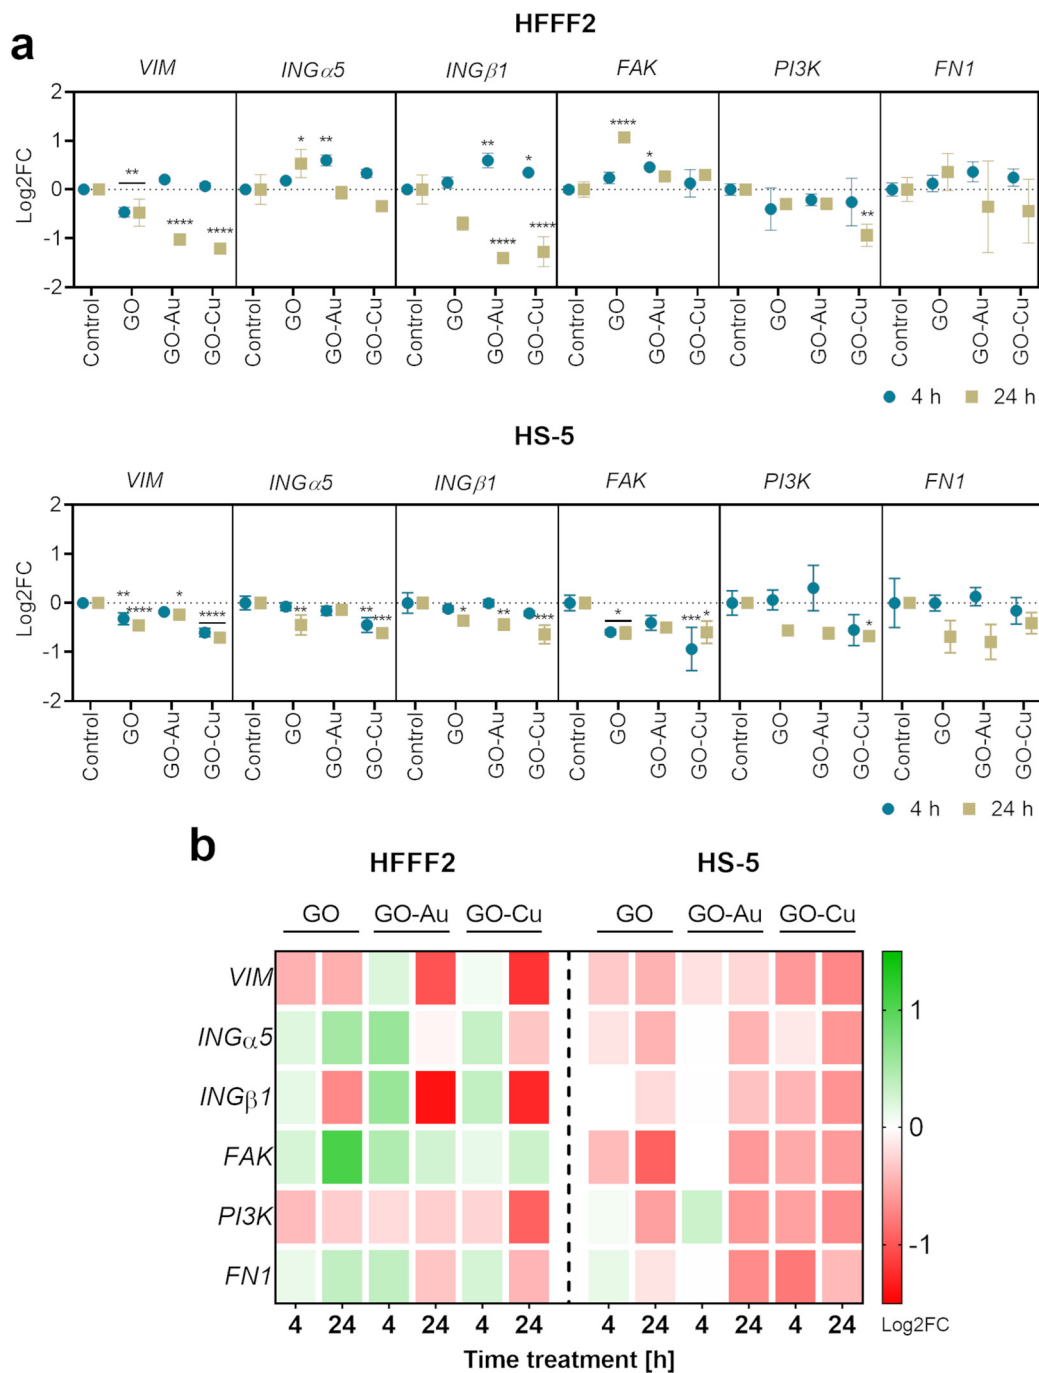 a
HFFF2
VIM INGα5 INGβ1 FAK PI3K FN1
Log2FC
2
1
0
-1
-2
** **** **** * ** ** * **** **** **** * **
Control GO GO-Au GO-Cu GO GO-Au GO-Cu GO GO-Au GO-Cu GO GO-Au GO-Cu Control GO GO-Au GO-Cu Control GO GO-Au GO-Cu
4 h 24 h
HS-5
VIM INGα5 INGβ1 FAK PI3K FN1
Log2FC
2
1
0
-1
-2
** **** * **** ** ** *** * ** *** * *** * *
Control GO GO-Au GO-Cu Control GO GO-Au GO-Cu Control GO GO-Au GO-Cu Control GO GO-Au GO-Cu Control GO GO-Au GO-Cu Control GO GO-Au GO-Cu
4 h 24 h
b
HFFF2 HS-5
GO GO-Au GO-Cu GO GO-Au GO-Cu
VIM
INGα5
INGβ1
FAK
PI3K
FN1
1
0
-1
Log2FC
4 24 4 24 4 24 4 24 4 24 4 24
Time treatment [h]